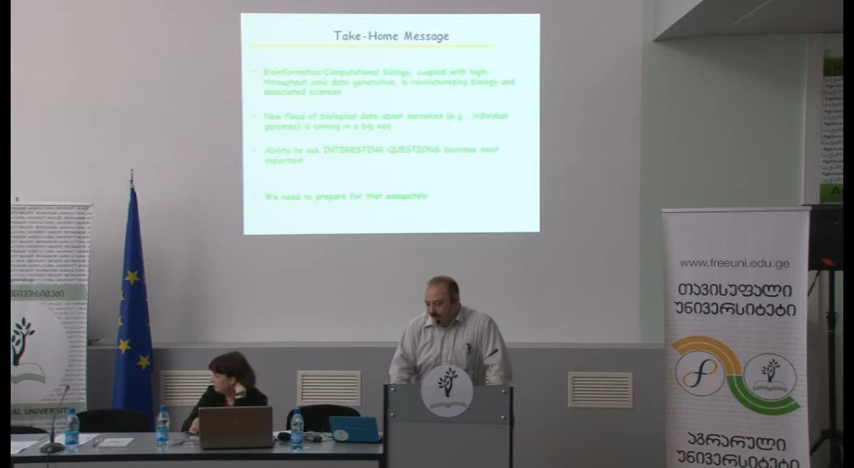 Take-Home Message
Bioinformatics/Computational biology, coupled with high-
throughput omic data generation, is revolutionizing biology and
associated sciences
New flood of biological data about ourselves (e.g., individual
genomes) is coming in a big way
Ability to ask INTERESTING QUESTIONS becomes most
important
We need to prepare for that adequately
www.freeuni.edu.ge
თავისუფალი
უნივერსიტეტი
აგრარული
უნივერსიტეტი